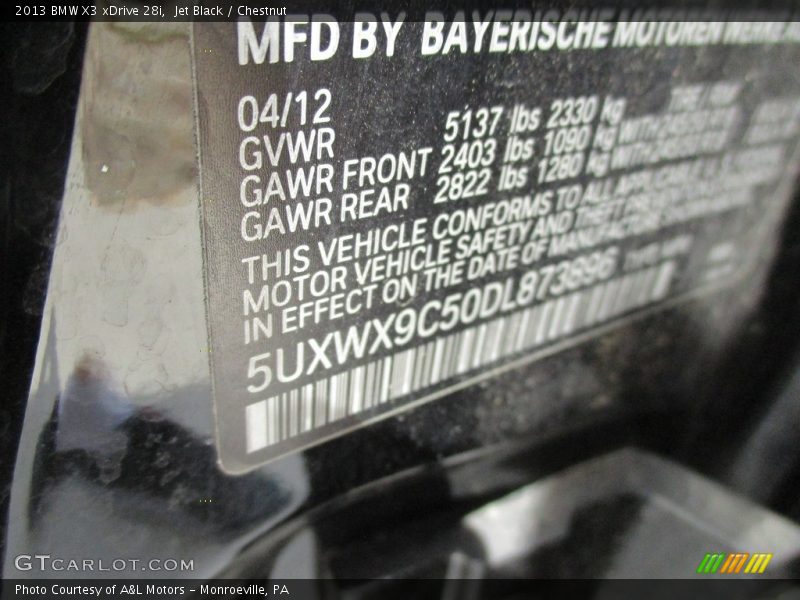 2013 BMW X3 xDrive 28i, Jet Black / Chestnut
MFD BY BAYERISCHE MOTOREN WERKE
04/12
GVWR 5137 lbs 2330 kg
GAWR FRONT 2403 lbs 1090 kg WITH
GAWR REAR 2822 lbs 1280 kg WITH
THIS VEHICLE CONFORMS TO ALL APPLICABLE
MOTOR VEHICLE SAFETY AND THEFT
IN EFFECT ON THE DATE OF MANUFACTURE
5UXWX9C50DL873896
GTCARLOT.COM
Photo Courtesy of A&L Motors - Monroeville, PA